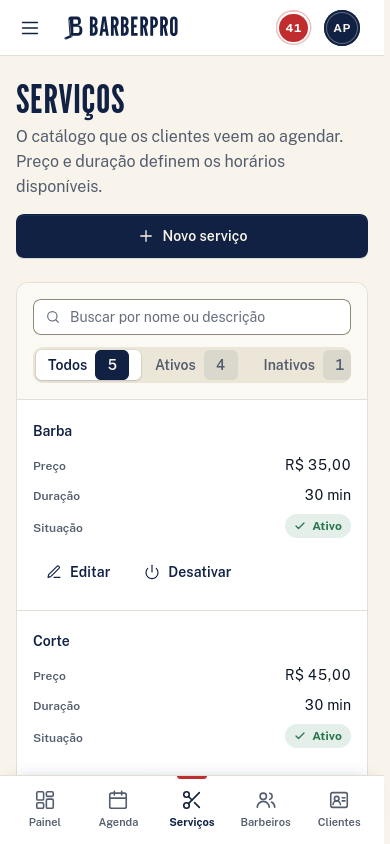 BARBERPRO
41
AP
SERVIÇOS
O catálogo que os clientes veem ao agendar.
Preço e duração definem os horários
disponíveis.
Novo serviço
Buscar por nome ou descrição
Todos 5 Ativos 4 Inativos 1
Barba
Preço R$ 35,00
Duração 30 min
Situação Ativo
Editar Desativar
Corte
Preço R$ 45,00
Duração 30 min
Situação Ativo
Painel Agenda Serviços Barbeiros Clientes